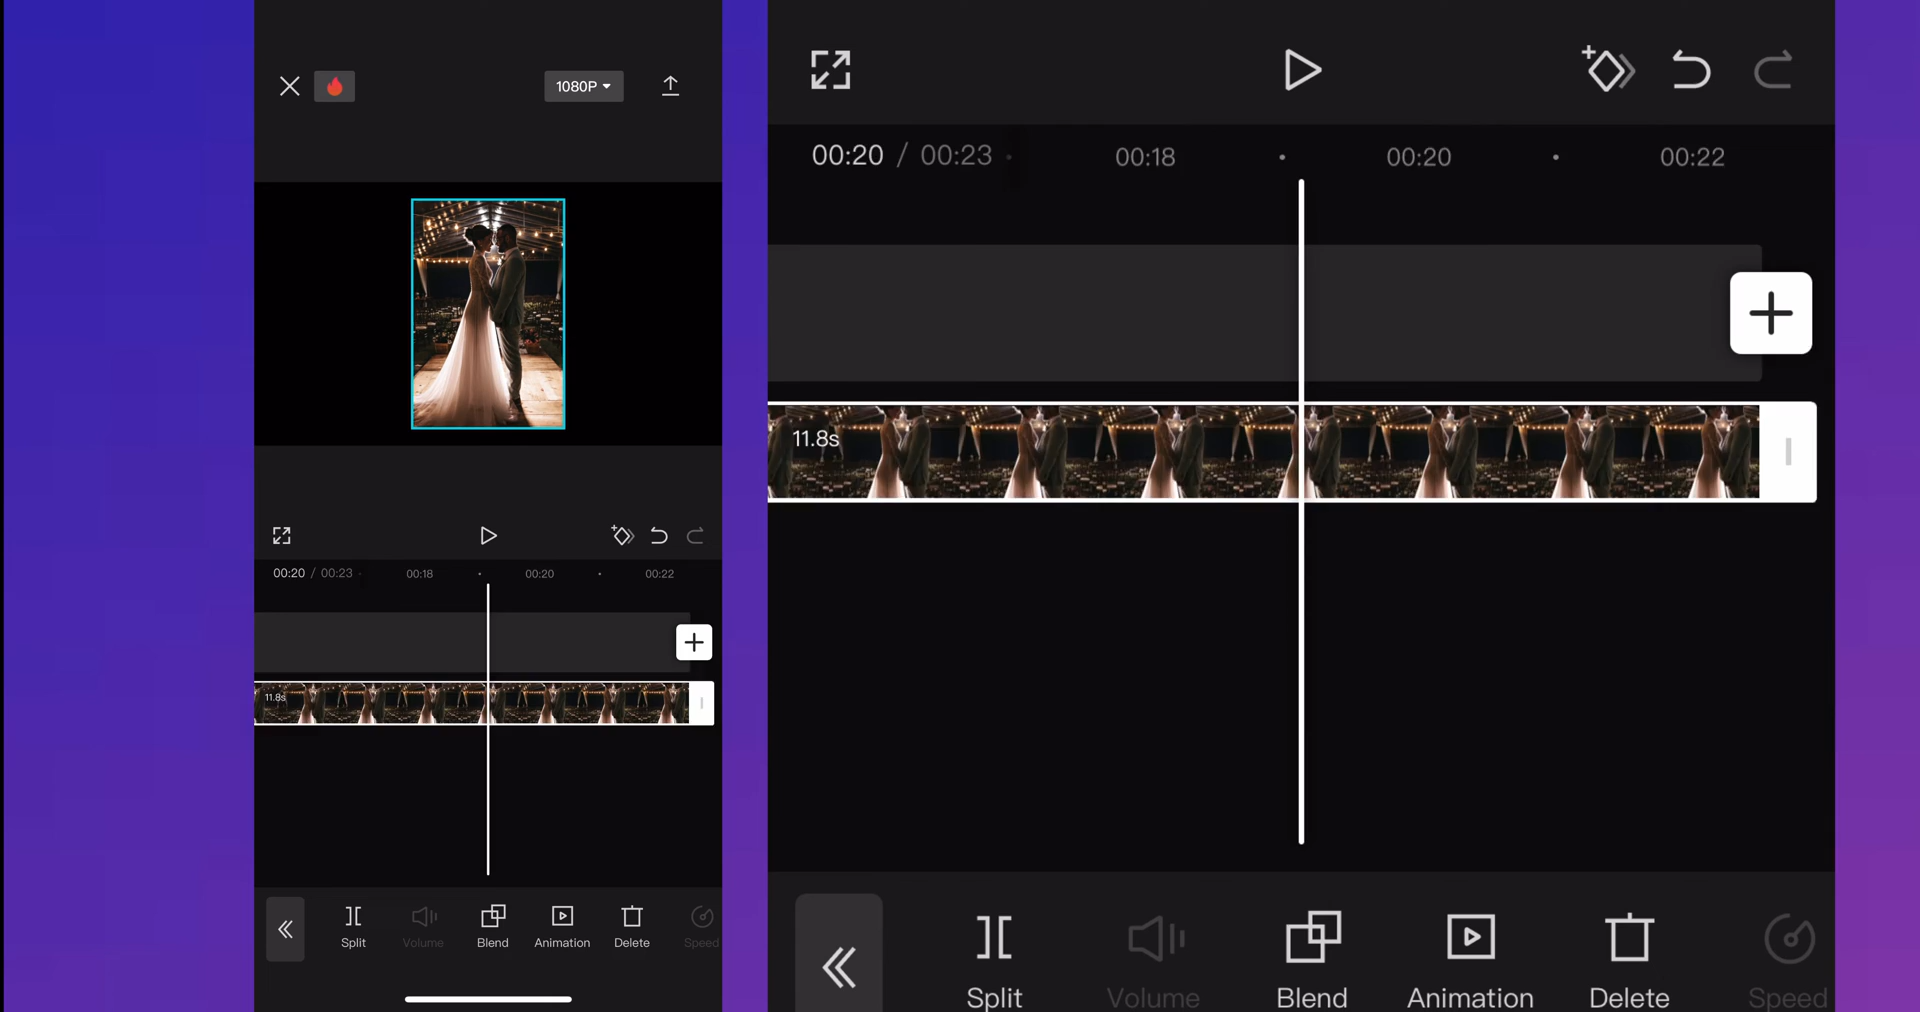 1080P
00:20 / 00:23 00:18 00:20 00:22
11.8s
Split Volume Blend Animation Delete Speed
00:20 / 00:23 00:18 00:20 00:22
11.8s
Split Volume Blend Animation Delete Speed